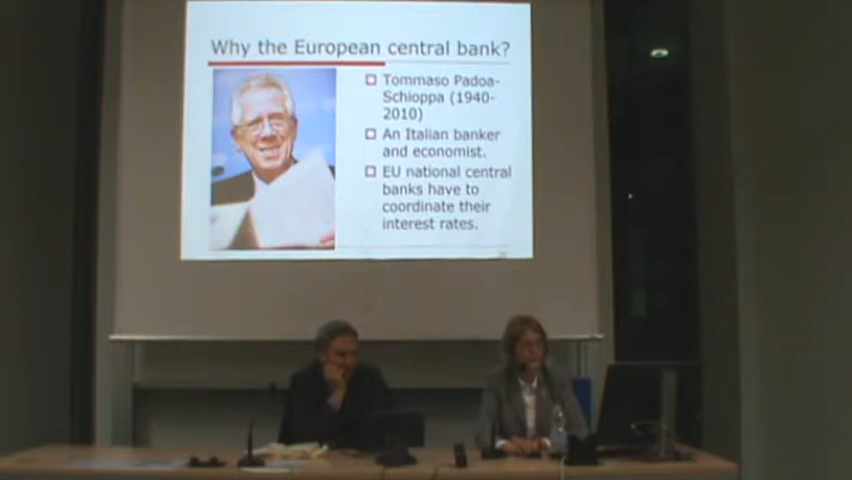 Why the European central bank?
Tommaso Padoa-
Schioppa (1940-
2010)
An Italian banker
and economist.
EU national central
banks have to
coordinate their
interest rates.